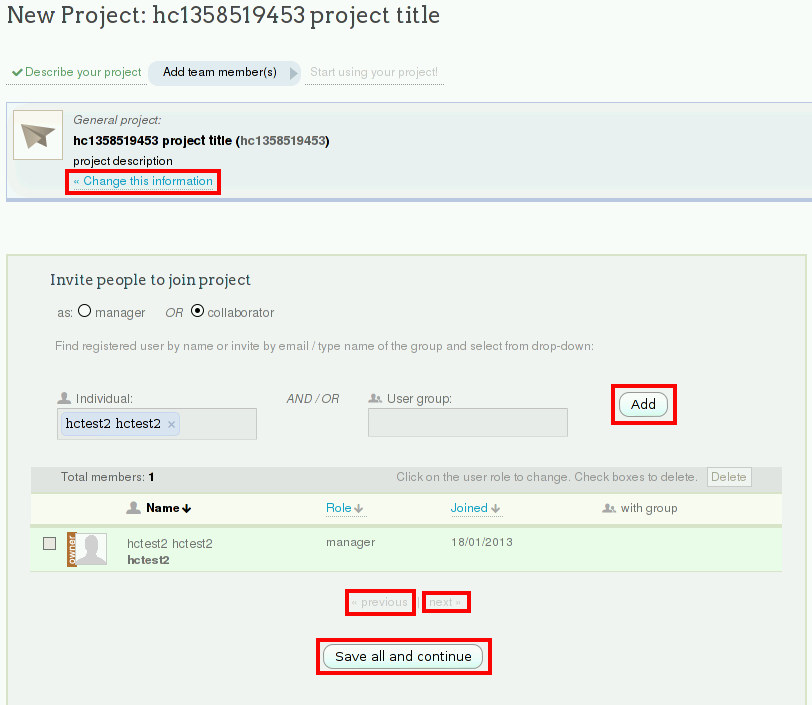 New Project: hc1358519453 project title
Describe your project Add team member(s) Start using your project!
General project:
hc1358519453 project title (hc1358519453)
project description
« Change this information
Invite people to join project
as: manager OR collaborator
Find registered user by name or invite by email / type name of the group and select from drop-down:
Individual: AND / OR User group:
hctest2 hctest2 × Add
Total members: 1 Click on the user role to change. Check boxes to delete. Delete
Name Role Joined with group
owner hctest2 hctest2 manager 18/01/2013
hctest2
« previous | next »
Save all and continue